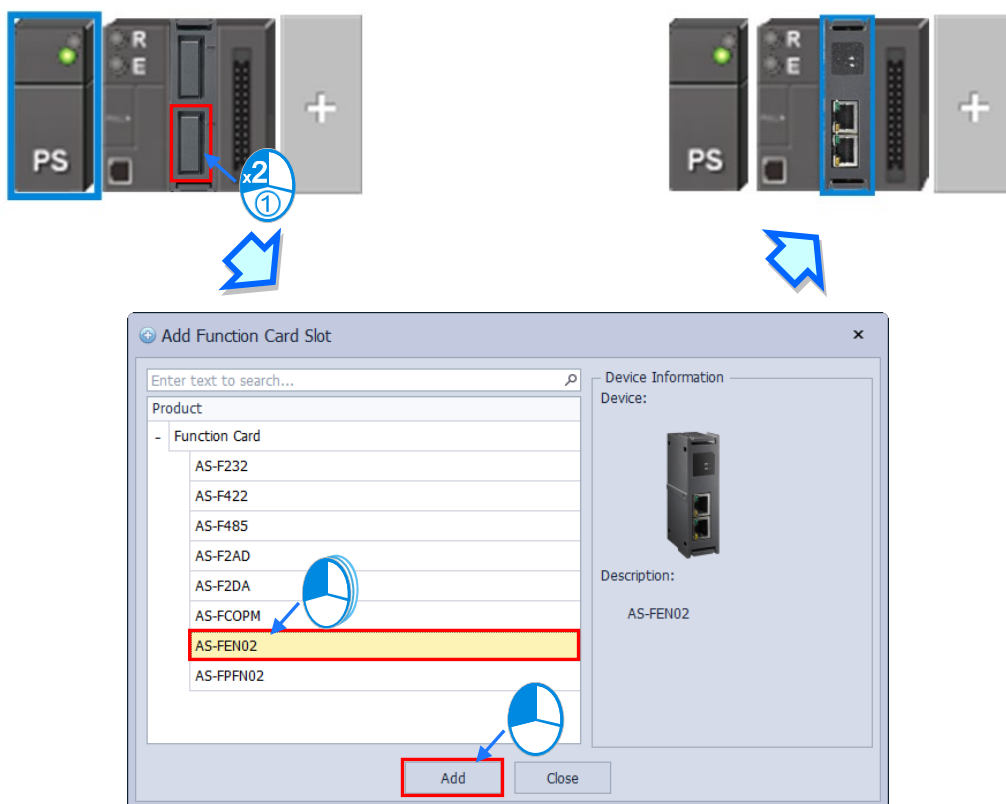 R
E
PS
+
x2
①
R
E
PS
+
Add Function Card Slot
×
Enter text to search...
Device Information
Product
Device:
- Function Card
AS-F232
AS-F422
AS-F485
AS-F2AD
AS-F2DA
Description:
AS-FCOPM
AS-FEN02
AS-FEN02
AS-FPFN02
Add
Close